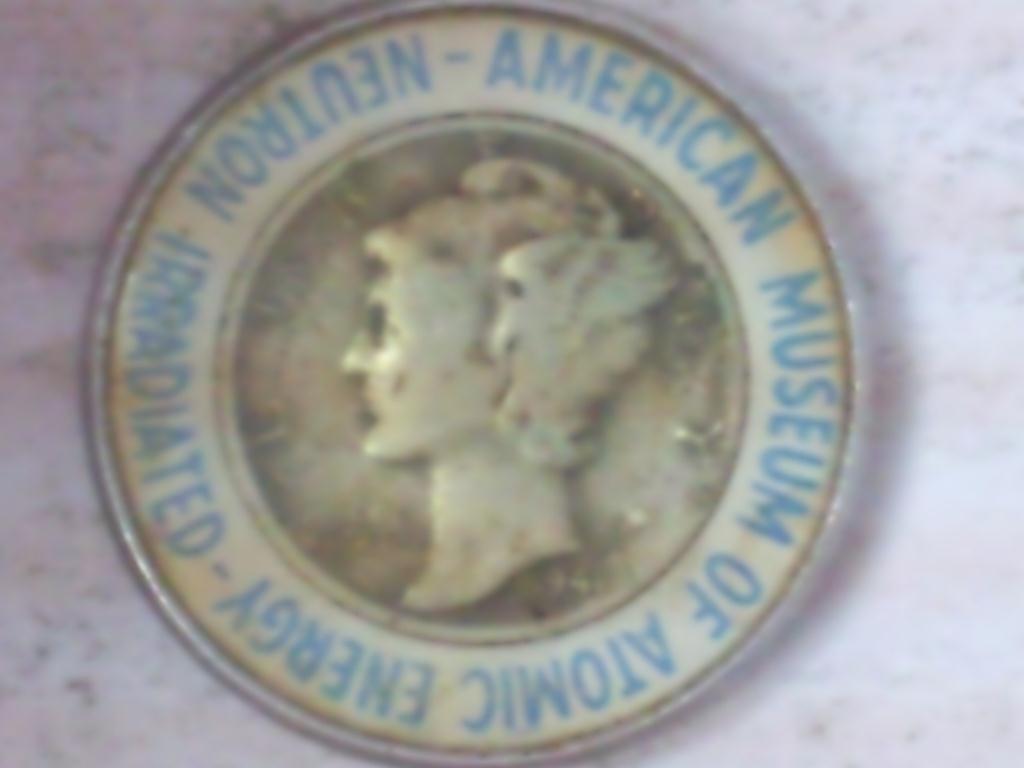 AMERICAN MUSEUM OF ATOMIC ENERGY - NEUTRON IRRADIATED -